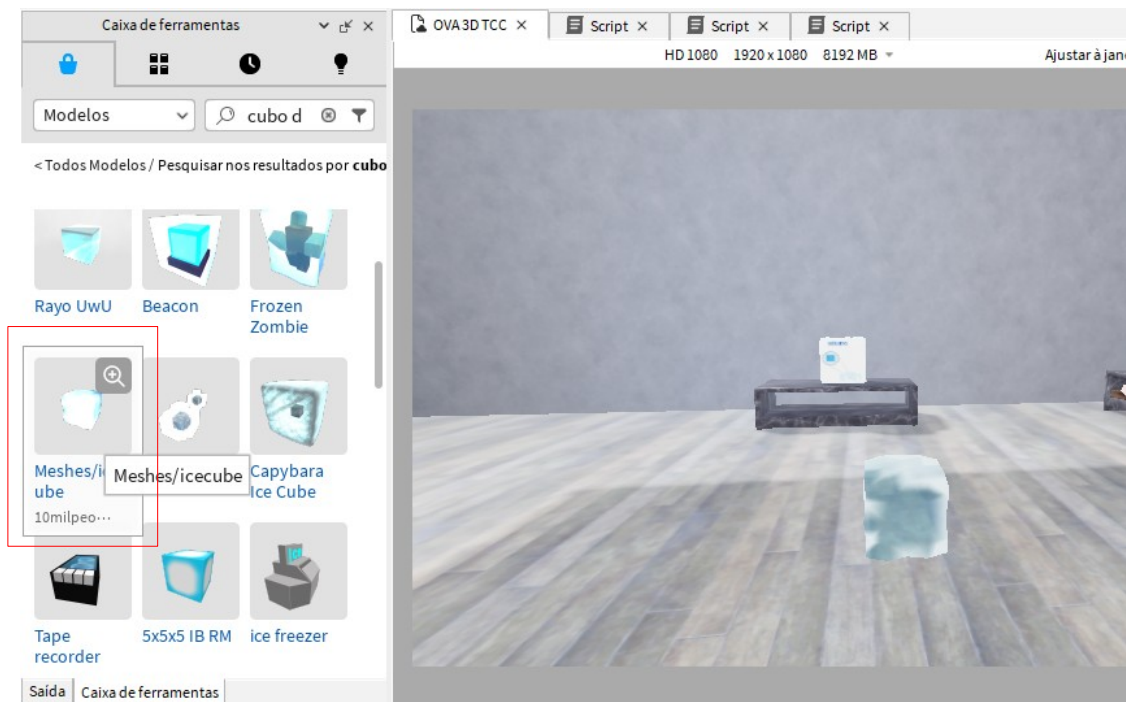 Caixa de ferramentas
OVA 3D TCC
Script
Script
Script
HD 1080 1920 x 1080 8192 MB
Modelos
cubo d
< Todos Modelos / Pesquisar nos resultados por cubo
Rayo UwU
Beacon
Frozen
Zombie
Meshes/i
ube
10milpeo...
Meshes/icecube
Capybara
Ice Cube
Tape
recorder
5x5x5 IB RM
ice freezer
Saída
Caixa de ferramentas
Ajustar à jane